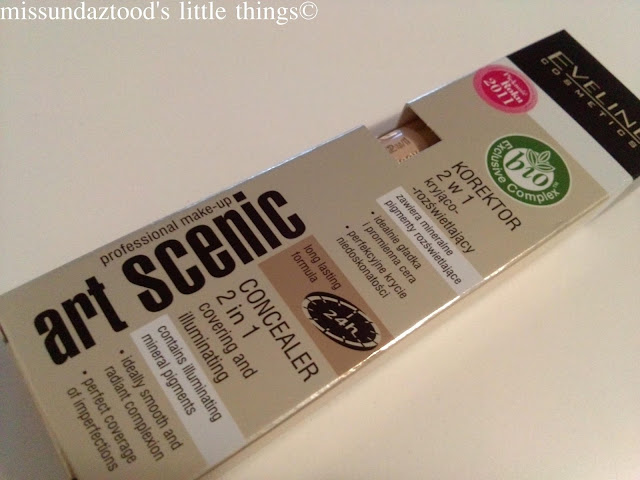 missundaztood's little things©
EVELINE
COSMETICS
Roku
2011
bio
Exclusive Complex™
KOREKTOR
2 w 1
kryjąco-
-rozświetlający
zawiera mineralne
pigmenty rozświetlające
• idealnie gładka
i promienna cera
• perfekcyjne krycie
niedoskonałości
professional make-up
art scenic
long lasting
formula
24h
CONCEALER
2 in 1
covering and
illuminating
contains illuminating
mineral pigments
• ideally smooth and
radiant complexion
• perfect coverage
of imperfections